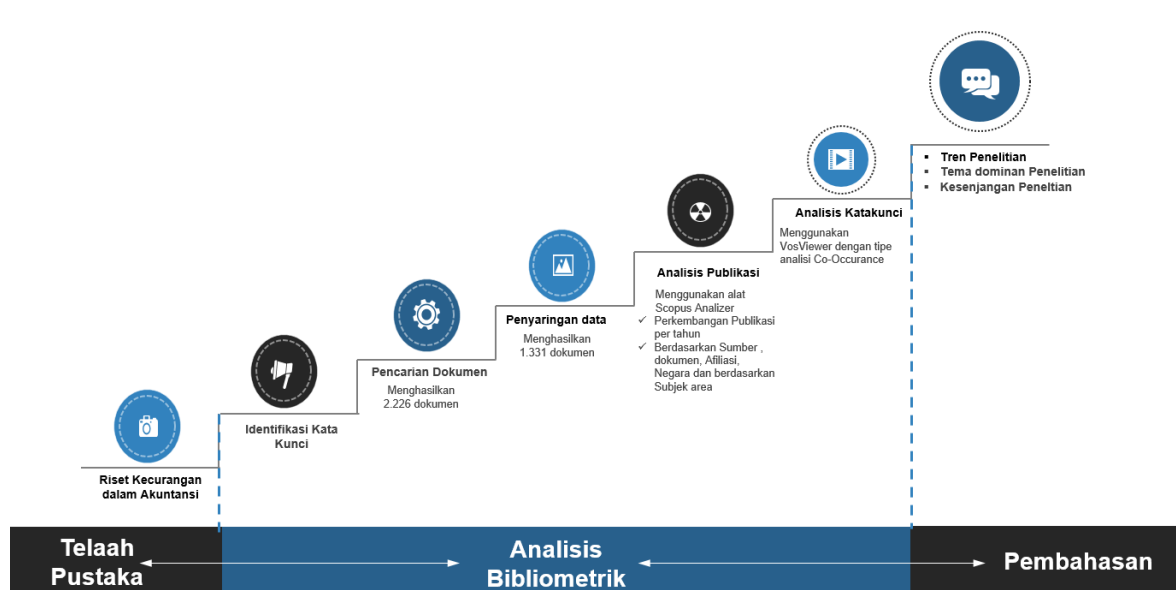 Riset Kecurangan
dalam Akuntansi
Identifikasi Kata
Kunci
Pencarian Dokumen
Menghasilkan
2.226 dokumen
Penyaringan data
Menghasilkan
1.331 dokumen
Analisis Publikasi
Menggunakan alat
Scopus Analizer
✓ Perkembangan Publikasi
per tahun
✓ Berdasarkan Sumber ,
dokumen, Afiliasi,
Negara dan berdasarkan
Subjek area
Analisis Katakunci
Menggunakan
VosViewer dengan tipe
analisi Co-Occurance
▪ Tren Penelitian
▪ Tema dominan Penelitian
▪ Kesenjangan Peneltian
Telaah
Pustaka
Analisis
Bibliometrik
Pembahasan